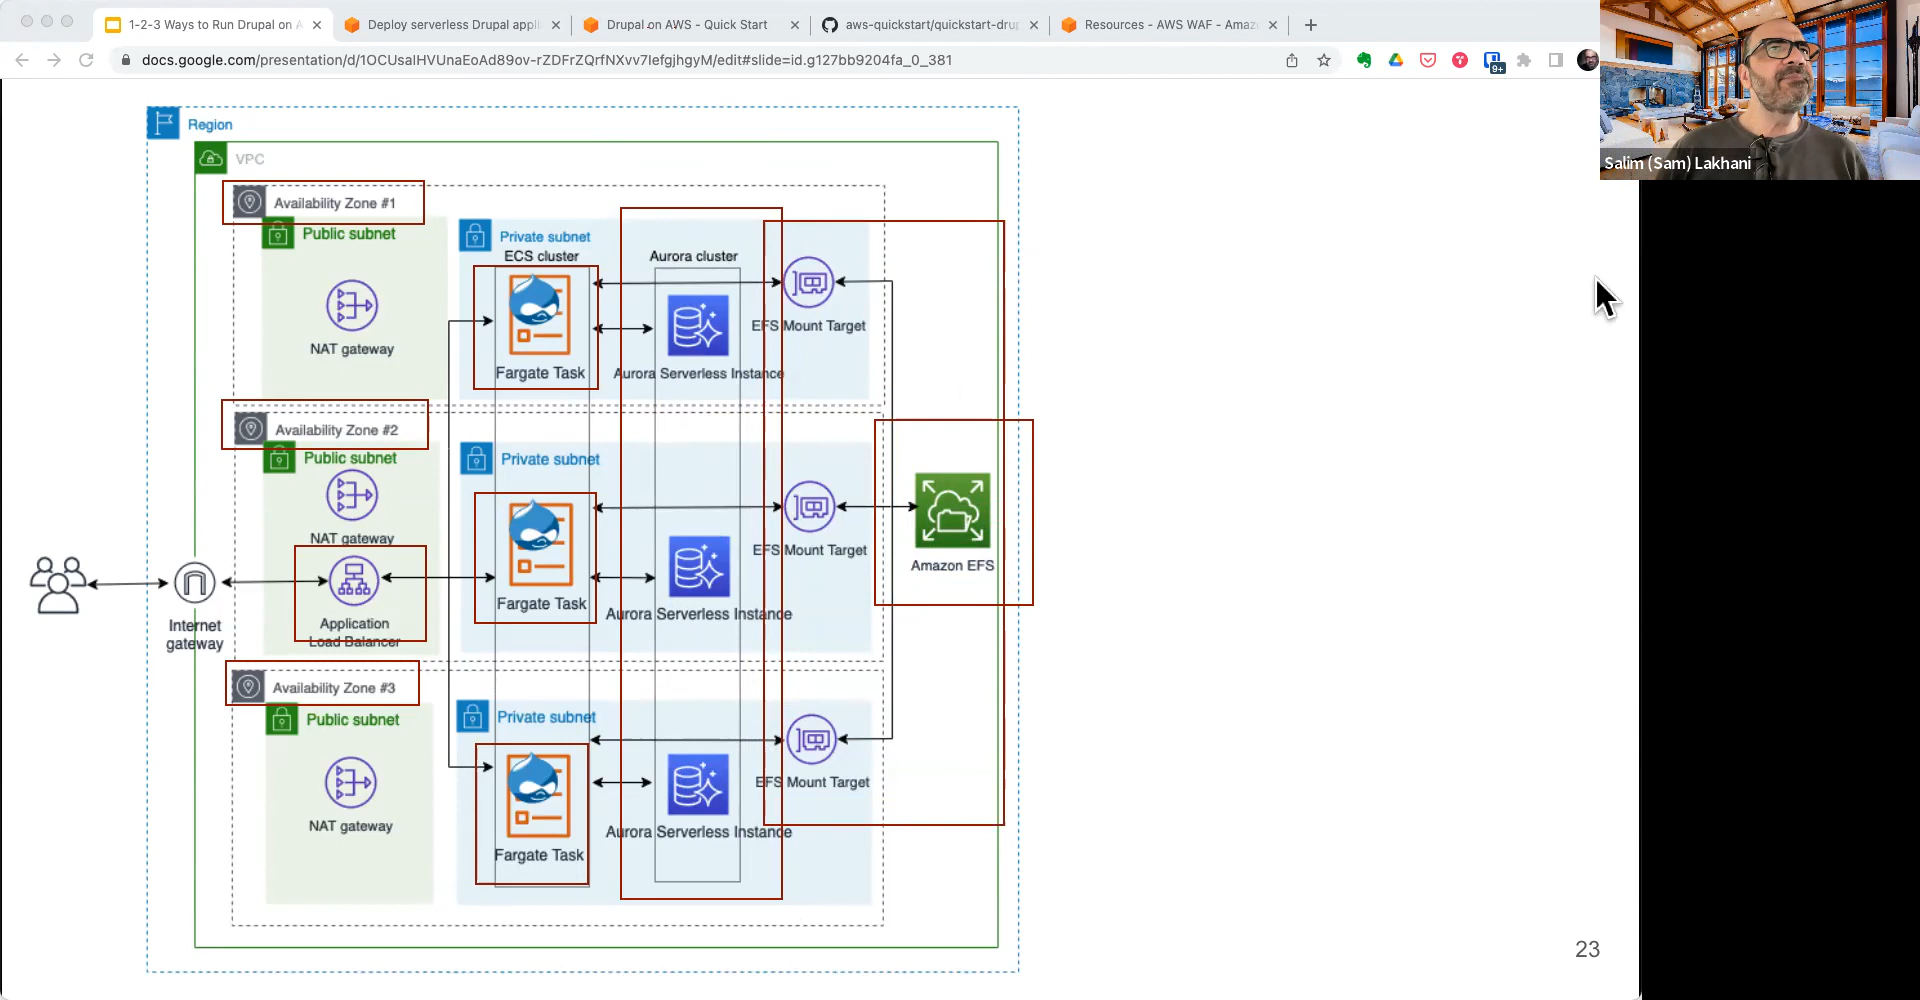 1-2-3 Ways to Run Drupal on A
Deploy serverless Drupal appli
Drupal on AWS - Quick Start
aws-quickstart/quickstart-drup
Resources - AWS WAF - Amaz
docs.google.com/presentation/d/1OCUsalHVUnaEoAd89ov-rZDFrZQrfNXvv7lefgjhgyM/edit#slide=id.g127bb9204fa_0_381
9+
Salim (Sam) Lakhani
Region
VPC
Availability Zone #1
Public subnet
NAT gateway
Private subnet
ECS cluster
Aurora cluster
Fargate Task
Aurora Serverless Instance
EFS Mount Target
Availability Zone #2
Public subnet
NAT gateway
Private subnet
Fargate Task
Aurora Serverless Instance
EFS Mount Target
Amazon EFS
Internet
gateway
Application
Load Balancer
Availability Zone #3
Public subnet
NAT gateway
Private subnet
Fargate Task
Aurora Serverless Instance
EFS Mount Target
23